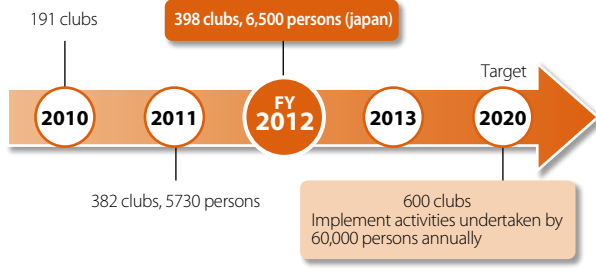 191 clubs
398 clubs, 6,500 persons (japan)
Target
2010
2011
FY
2012
2013
2020
382 clubs, 5730 persons
600 clubs
Implement activities undertaken by
60,000 persons annually